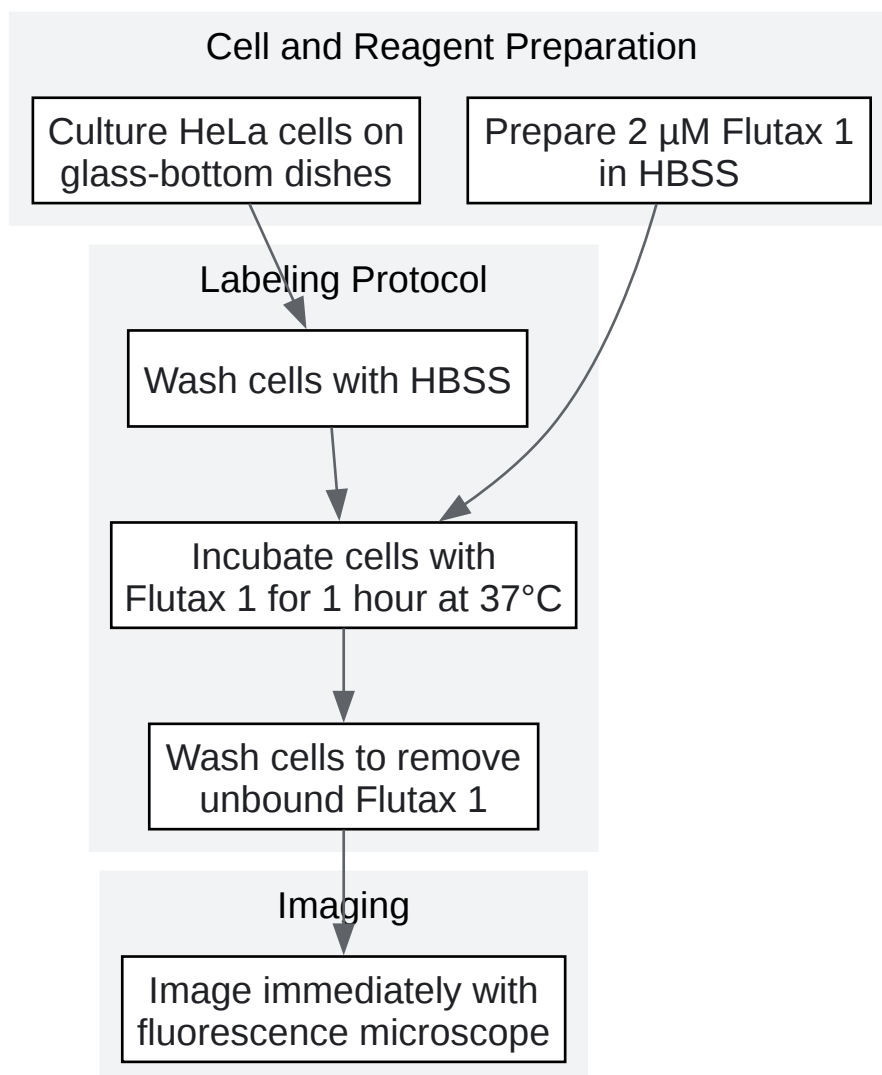 Cell and Reagent Preparation
Culture HeLa cells on
glass-bottom dishes
Prepare 2 µM Flutax 1
in HBSS
Labeling Protocol
Wash cells with HBSS
Incubate cells with
Flutax 1 for 1 hour at 37°C
Wash cells to remove
unbound Flutax 1
Imaging
Image immediately with
fluorescence microscope